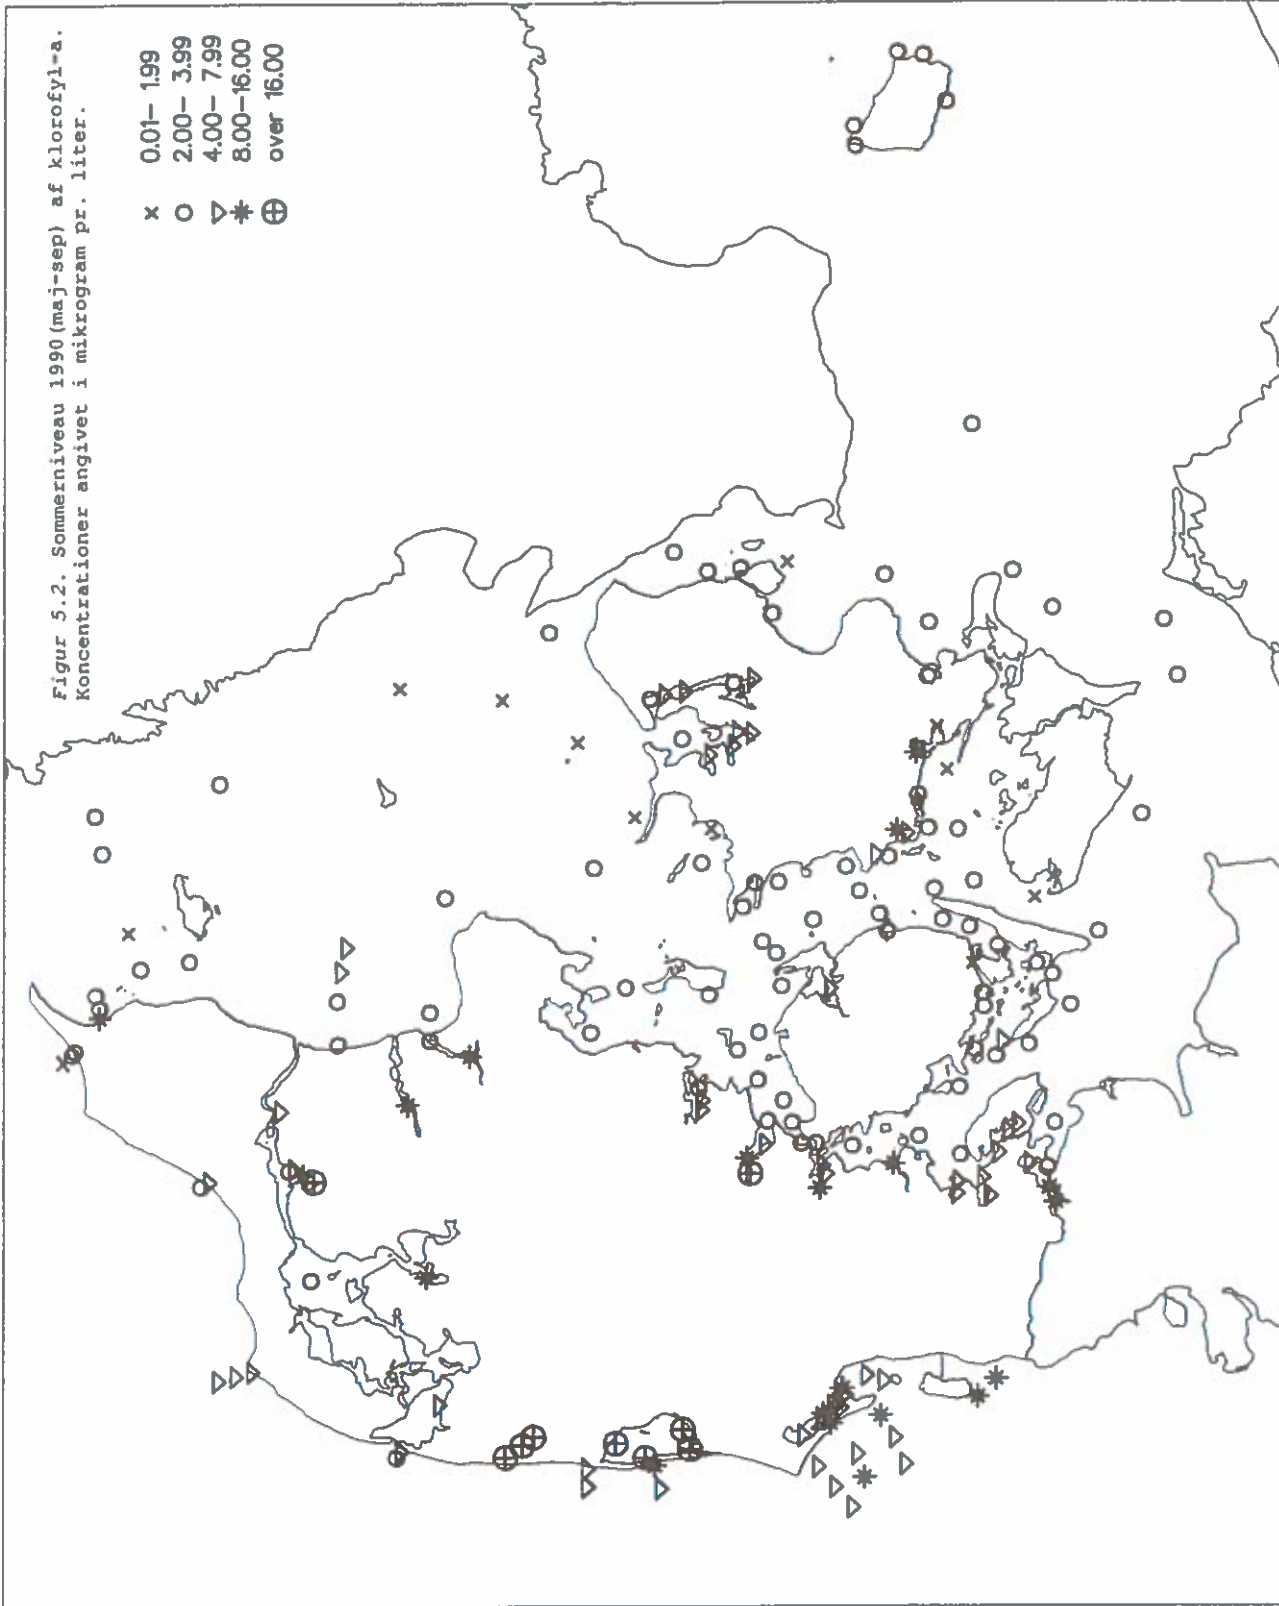 Figur 5.2. Sommerniveau 1990(maj-sep) af klorofyl-a.
Koncentrationer angivet i mikrogram pr. liter.
× 0.01- 1.99
○ 2.00- 3.99
▽ 4.00- 7.99
✳ 8.00-16.00
⊕ over 16.00